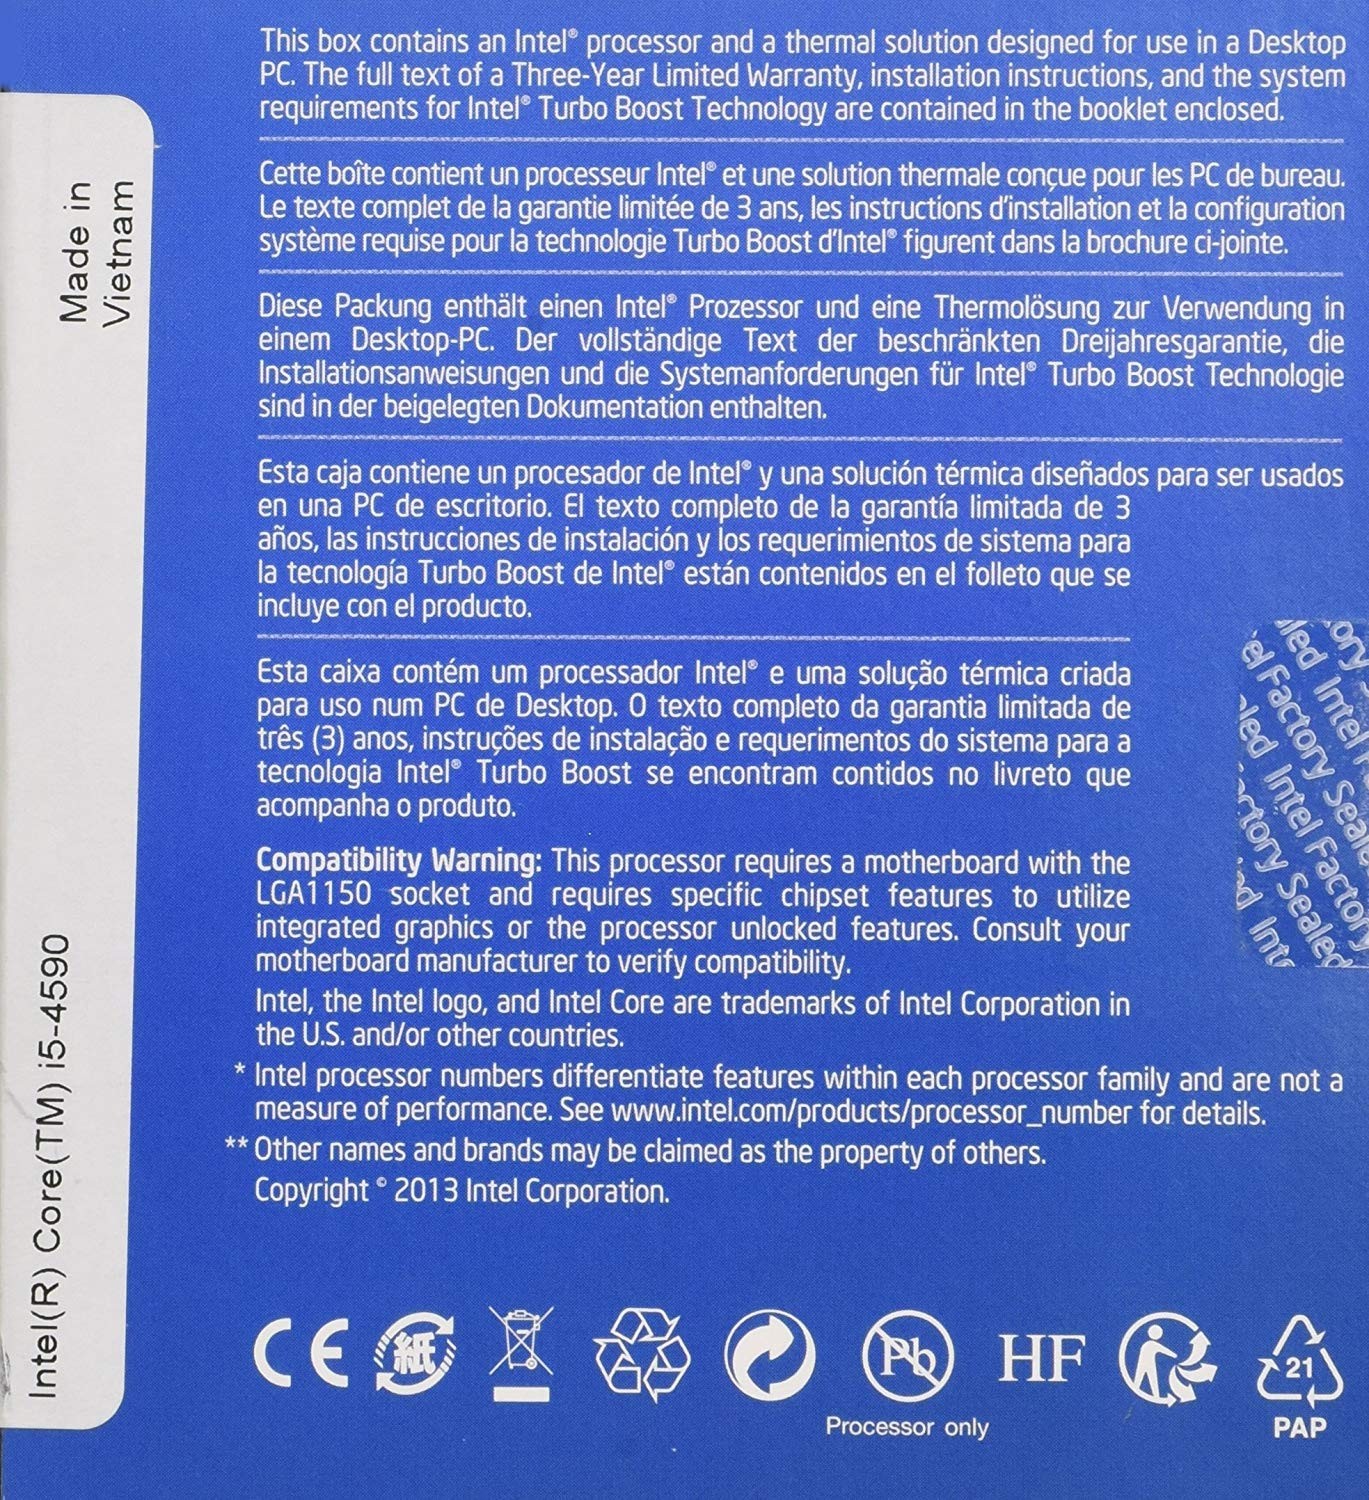 This box contains an Intel® processor and a thermal solution designed for use in a Desktop
PC. The full text of a Three-Year Limited Warranty, installation instructions, and the system
requirements for Intel® Turbo Boost Technology are contained in the booklet enclosed.
Cette boîte contient un processeur Intel® et une solution thermale conçue pour les PC de bureau.
Le texte complet de la garantie limitée de 3 ans, les instructions d'installation et la configuration
système requise pour la technologie Turbo Boost d'Intel® figurent dans la brochure ci-jointe.
Diese Packung enthält einen Intel® Prozessor und eine Thermolösung zur Verwendung in
einem Desktop-PC. Der vollständige Text der beschränkten Dreijahresgarantie, die
Installationsanweisungen und die Systemanforderungen für Intel® Turbo Boost Technologie
sind in der beigelegten Dokumentation enthalten.
Esta caja contiene un procesador de Intel® y una solución térmica diseñados para ser usados
en una PC de escritorio. El texto completo de la garantía limitada de 3
años, las instrucciones de instalación y los requerimientos de sistema para
la tecnología Turbo Boost de Intel® están contenidos en el folleto que se
incluye con el producto.
Esta caixa contém um processador Intel® e uma solução térmica criada
para uso num PC de Desktop. O texto completo da garantia limitada de
três (3) anos, instruções de instalação e requerimentos do sistema para a
tecnologia Intel® Turbo Boost se encontram contidos no livreto que
acompanha o produto.
Compatibility Warning: This processor requires a motherboard with the
LGA1150 socket and requires specific chipset features to utilize
integrated graphics or the processor unlocked features. Consult your
motherboard manufacturer to verify compatibility.
Intel, the Intel logo, and Intel Core are trademarks of Intel Corporation in
the U.S. and/or other countries.
* Intel processor numbers differentiate features within each processor family and are not a
measure of performance. See www.intel.com/products/processor_number for details.
** Other names and brands may be claimed as the property of others.
Copyright © 2013 Intel Corporation.
CE 紙 Pb HF 21
Processor only PAP
Made in
Vietnam
Intel(R) Core(TM) i5-4590
Intel
Factory
Intel Factory
Sealed